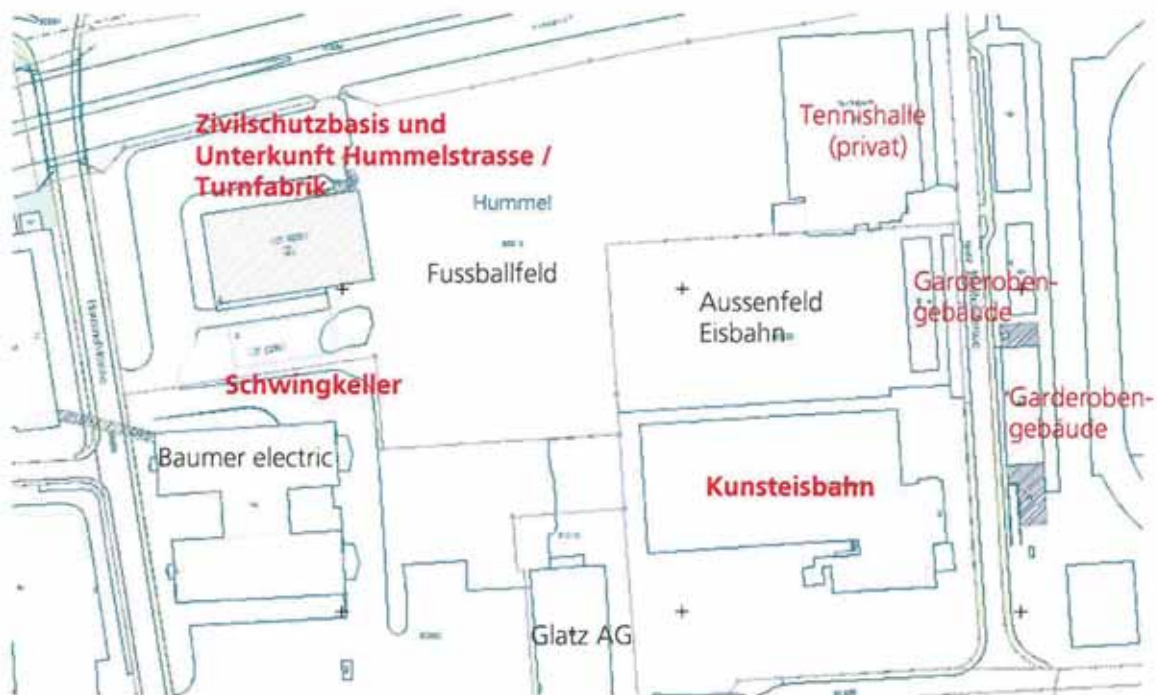 Zivilschutzbasis und
Unterkunft Hummelstrasse /
Turnfabrik
Tennishalle
(privat)
Hummel
Fussballfeld
Aussenfeld
Eisbahn
Garderoben-
gebäude
Schwingkeller
Garderoben-
gebäude
Baumer electric
Kunsteisbahn
Glatz AG